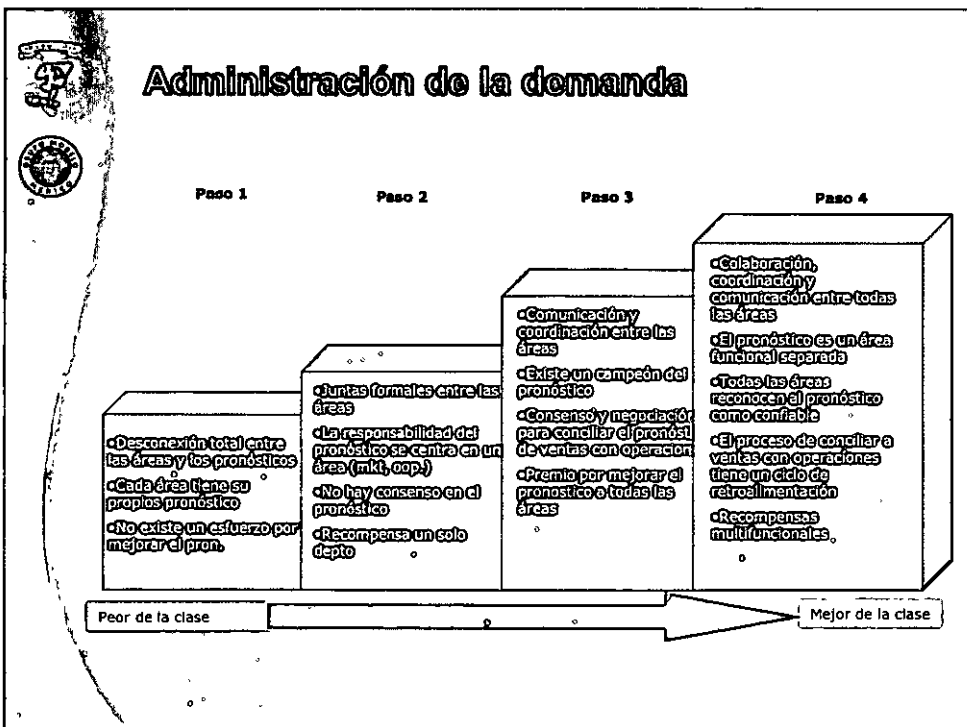 Administración de la demanda
GRUPO MODELO
MEXICO
Paso 1
Paso 2
Paso 3
Paso 4
•Desconexión total entre
las áreas y los pronósticos
•Cada área tiene su
propios pronóstico
•No existe un esfuerzo por
mejorar el pron.
•Juntas formales entre las
áreas
•La responsabilidad del
pronóstico se centra en un
área (mkt, oop.)
•No hay consenso en el
pronóstico
•Recompensa un solo
depto
•Comunicación y
coordinación entre las
áreas
•Existe un campeón del
pronóstico
•Consenso y negociación
para conciliar el pronóst
de ventas con operacion
•Premio por mejorar el
pronostico a todas las
áreas
•Colaboración,
coordinación y
comunicación entre todas
las áreas
•El pronóstico es un área
funcional separada
•Todas las áreas
reconocen al pronóstico
como confiable
•El proceso de conciliar a
ventas con operaciones
tiene un ciclo de
retroalimentación
•Recompensas
multifuncionales
Peor de la clase
Mejor de la clase